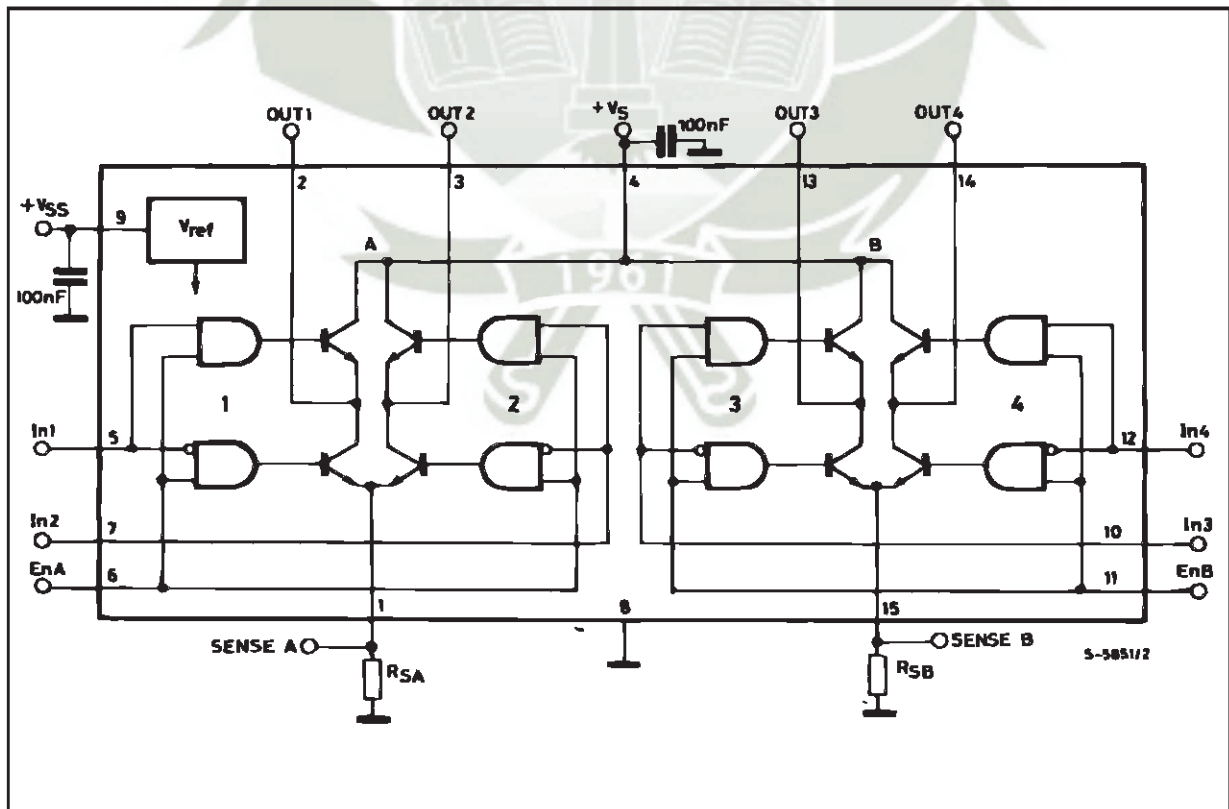 OUT1 OUT2 +VS 100nF OUT3 OUT4
2 3 4 13 14
+VSS 9 Vref
A B
1961
100nF
1 2 3 4
In1 5 12 In4
In2 7 10 In3
EnA 6 11 EnB
1 8 15
SENSE A SENSE B
RSA RSB
S-5851/2